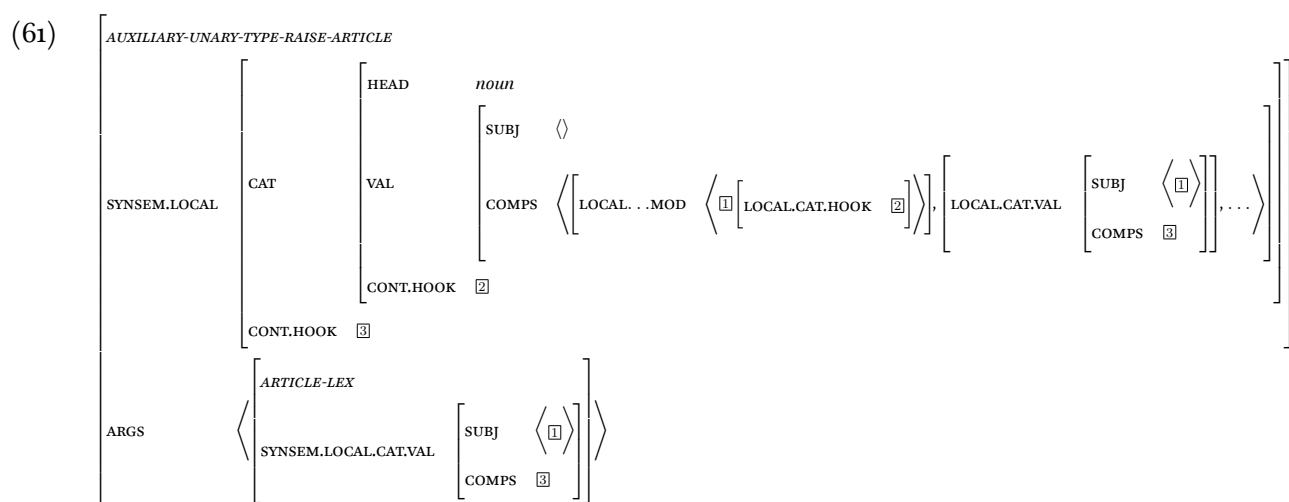 (61)
AUXILIARY-UNARY-TYPE-RAISE-ARTICLE
HEAD noun
SUBJ ⟨⟩
SYNSEM.LOCAL CAT VAL COMPS ⟨[LOCAL. . .MOD ⟨1[LOCAL.CAT.HOOK 2]⟩], [LOCAL.CAT.VAL [SUBJ ⟨1⟩
COMPS 3]], . . . ⟩
CONT.HOOK 2
CONT.HOOK 3
ARTICLE-LEX
ARGS ⟨SYNSEM.LOCAL.CAT.VAL [SUBJ ⟨1⟩
COMPS 3]⟩